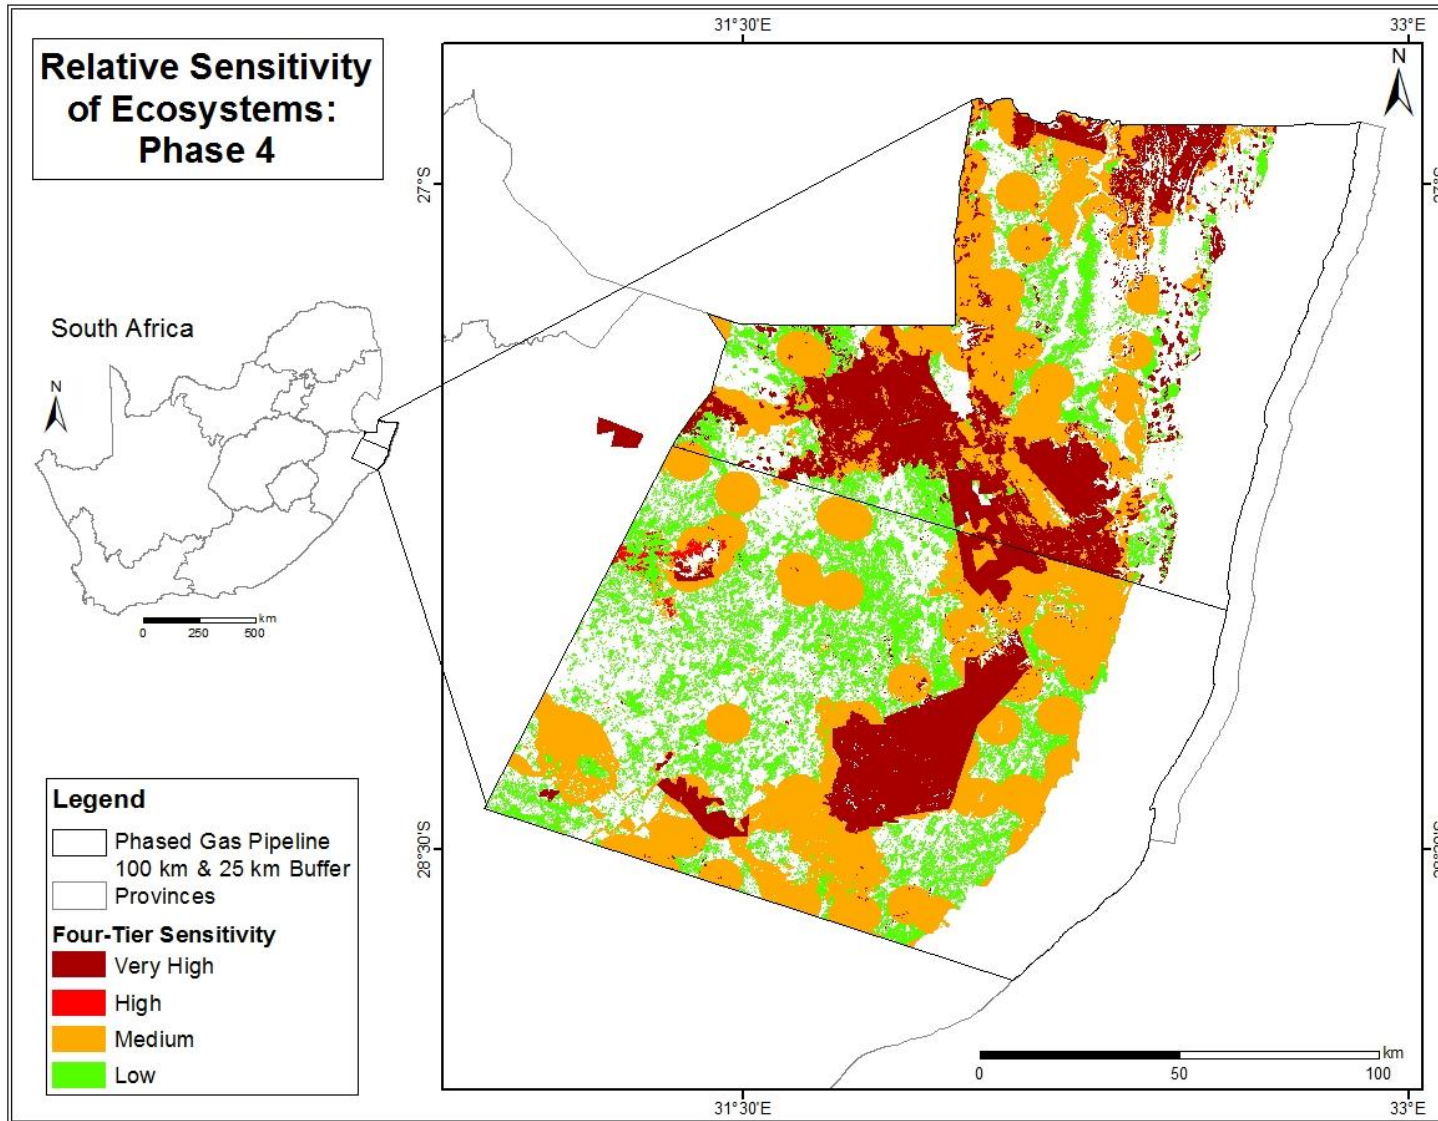 Relative Sensitivity
of Ecosystems:
Phase 4
31°30'E
33°E
N
27°S
South Africa
N
0 250 500 km
28°30'S
Legend
Phased Gas Pipeline
100 km & 25 km Buffer
Provinces
Four-Tier Sensitivity
Very High
High
Medium
Low
km
0 50 100
31°30'E
33°E